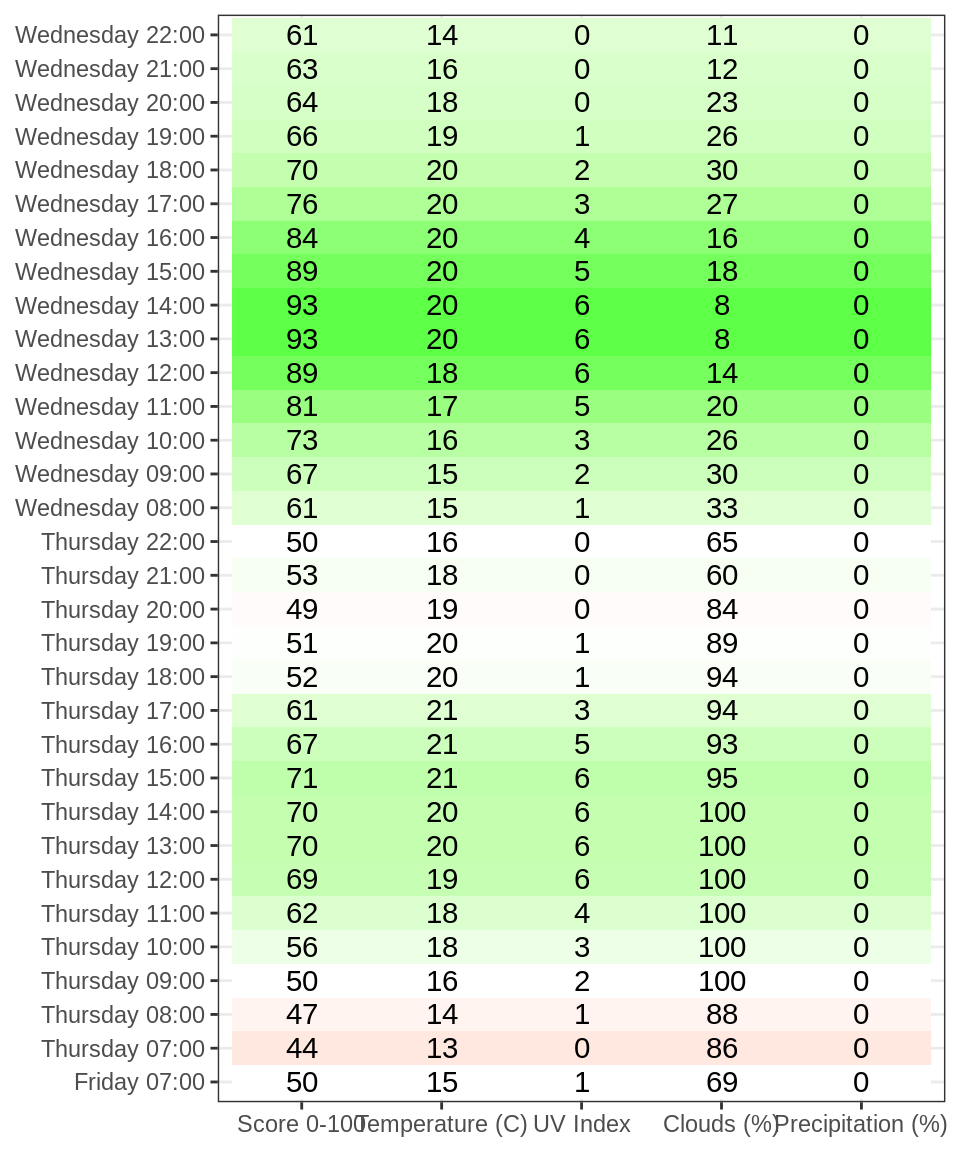 Wednesday 22:00 61 14 0 11 0
Wednesday 21:00 63 16 0 12 0
Wednesday 20:00 64 18 0 23 0
Wednesday 19:00 66 19 1 26 0
Wednesday 18:00 70 20 2 30 0
Wednesday 17:00 76 20 3 27 0
Wednesday 16:00 84 20 4 16 0
Wednesday 15:00 89 20 5 18 0
Wednesday 14:00 93 20 6 8 0
Wednesday 13:00 93 20 6 8 0
Wednesday 12:00 89 18 6 14 0
Wednesday 11:00 81 17 5 20 0
Wednesday 10:00 73 16 3 26 0
Wednesday 09:00 67 15 2 30 0
Wednesday 08:00 61 15 1 33 0
Thursday 22:00 50 16 0 65 0
Thursday 21:00 53 18 0 60 0
Thursday 20:00 49 19 0 84 0
Thursday 19:00 51 20 1 89 0
Thursday 18:00 52 20 1 94 0
Thursday 17:00 61 21 3 94 0
Thursday 16:00 67 21 5 93 0
Thursday 15:00 71 21 6 95 0
Thursday 14:00 70 20 6 100 0
Thursday 13:00 70 20 6 100 0
Thursday 12:00 69 19 6 100 0
Thursday 11:00 62 18 4 100 0
Thursday 10:00 56 18 3 100 0
Thursday 09:00 50 16 2 100 0
Thursday 08:00 47 14 1 88 0
Thursday 07:00 44 13 0 86 0
Friday 07:00 50 15 1 69 0
Score 0-100 Temperature (C) UV Index Clouds (%) Precipitation (%)